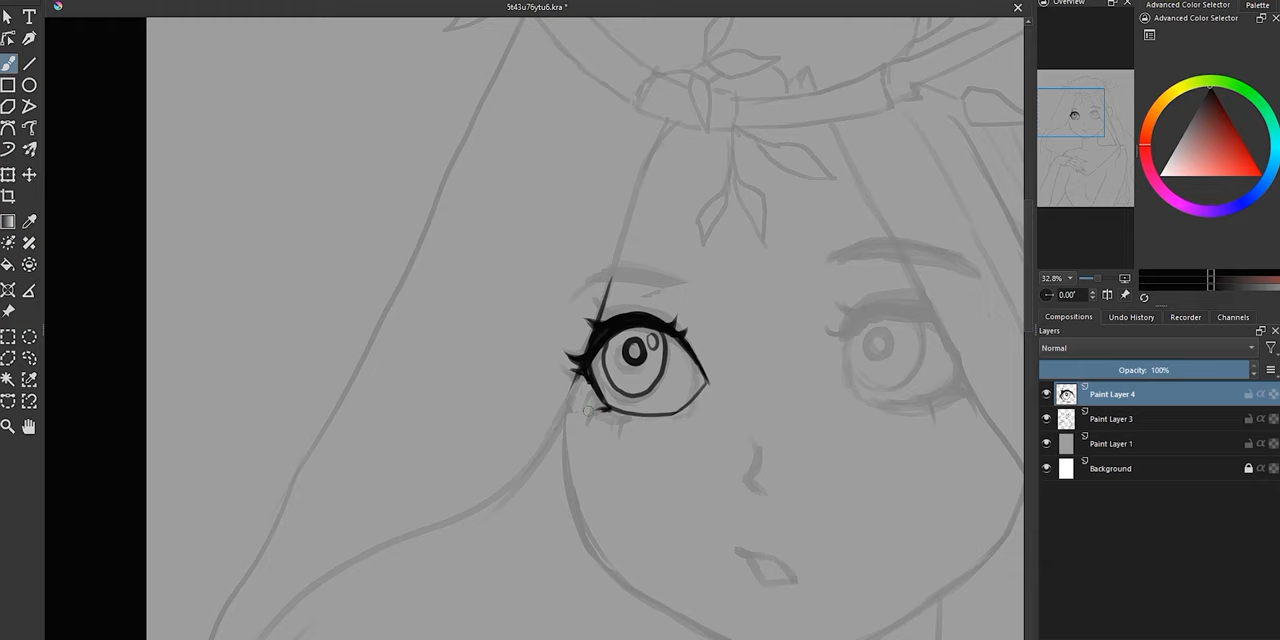 5t43u76ytu6.kra *
Overview
Advanced Color Selector
Palette
Advanced Color Selector
32.8%
0.00°
Compositions
Undo History
Recorder
Channels
Layers
Normal
Opacity: 100%
Paint Layer 4
Paint Layer 3
Paint Layer 1
Background